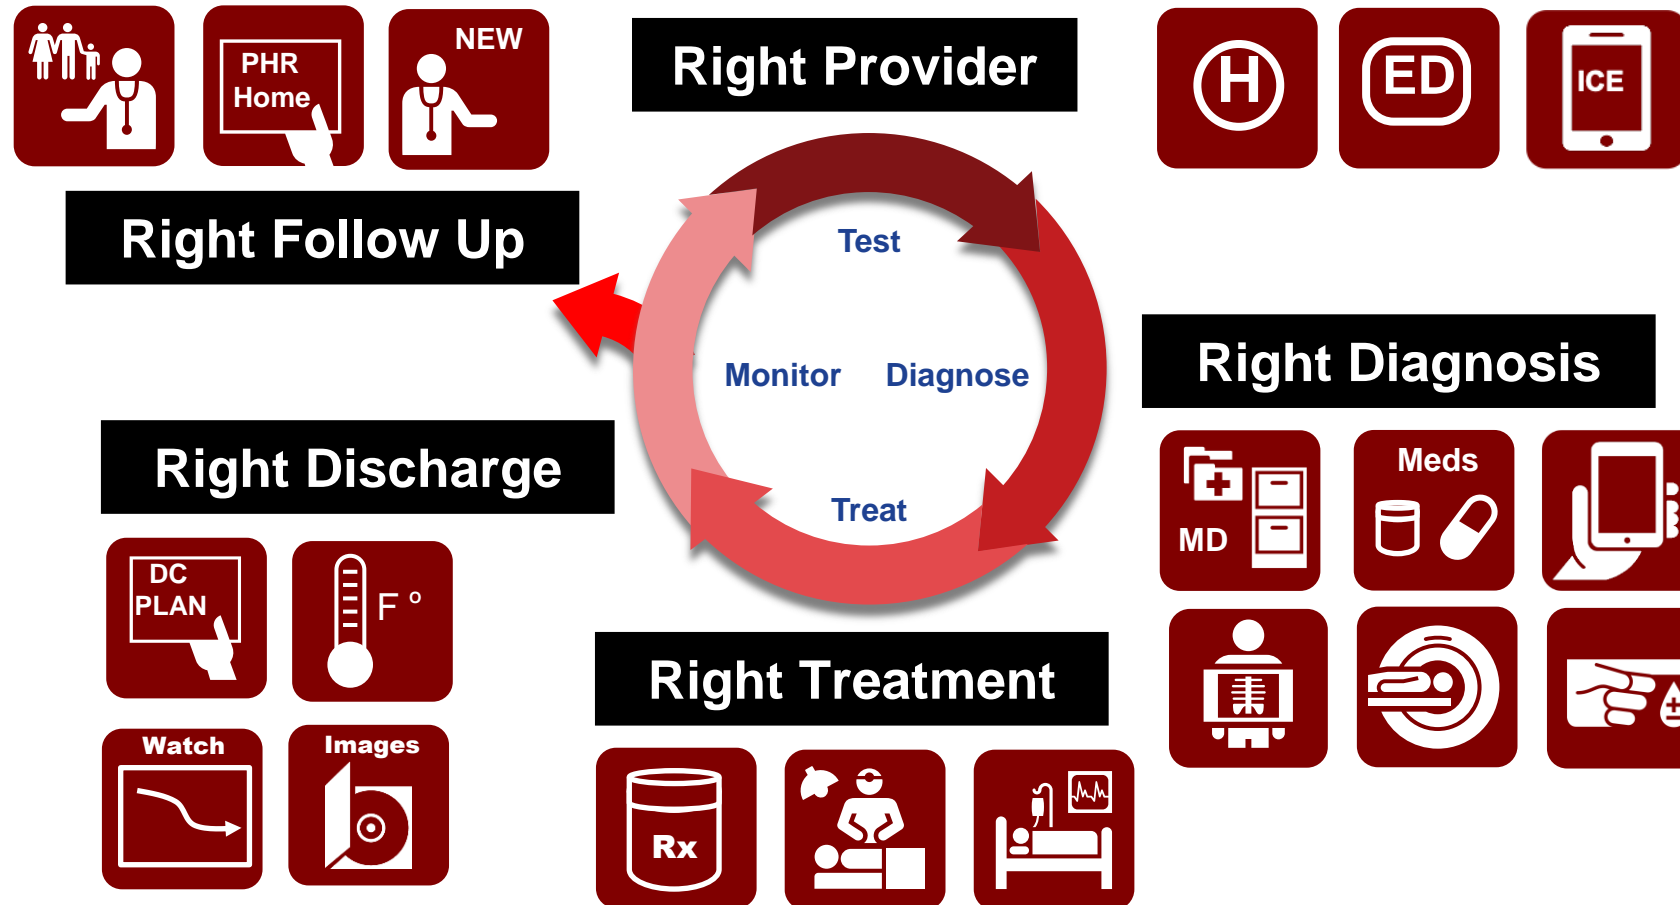 NEW
PHR
Home
Right Provider
H
ED
ICE
Right Follow Up
Test
Monitor
Diagnose
Treat
Right Diagnosis
Right Discharge
Meds
MD
DC
PLAN
F º
Right Treatment
Watch
Images
Rx